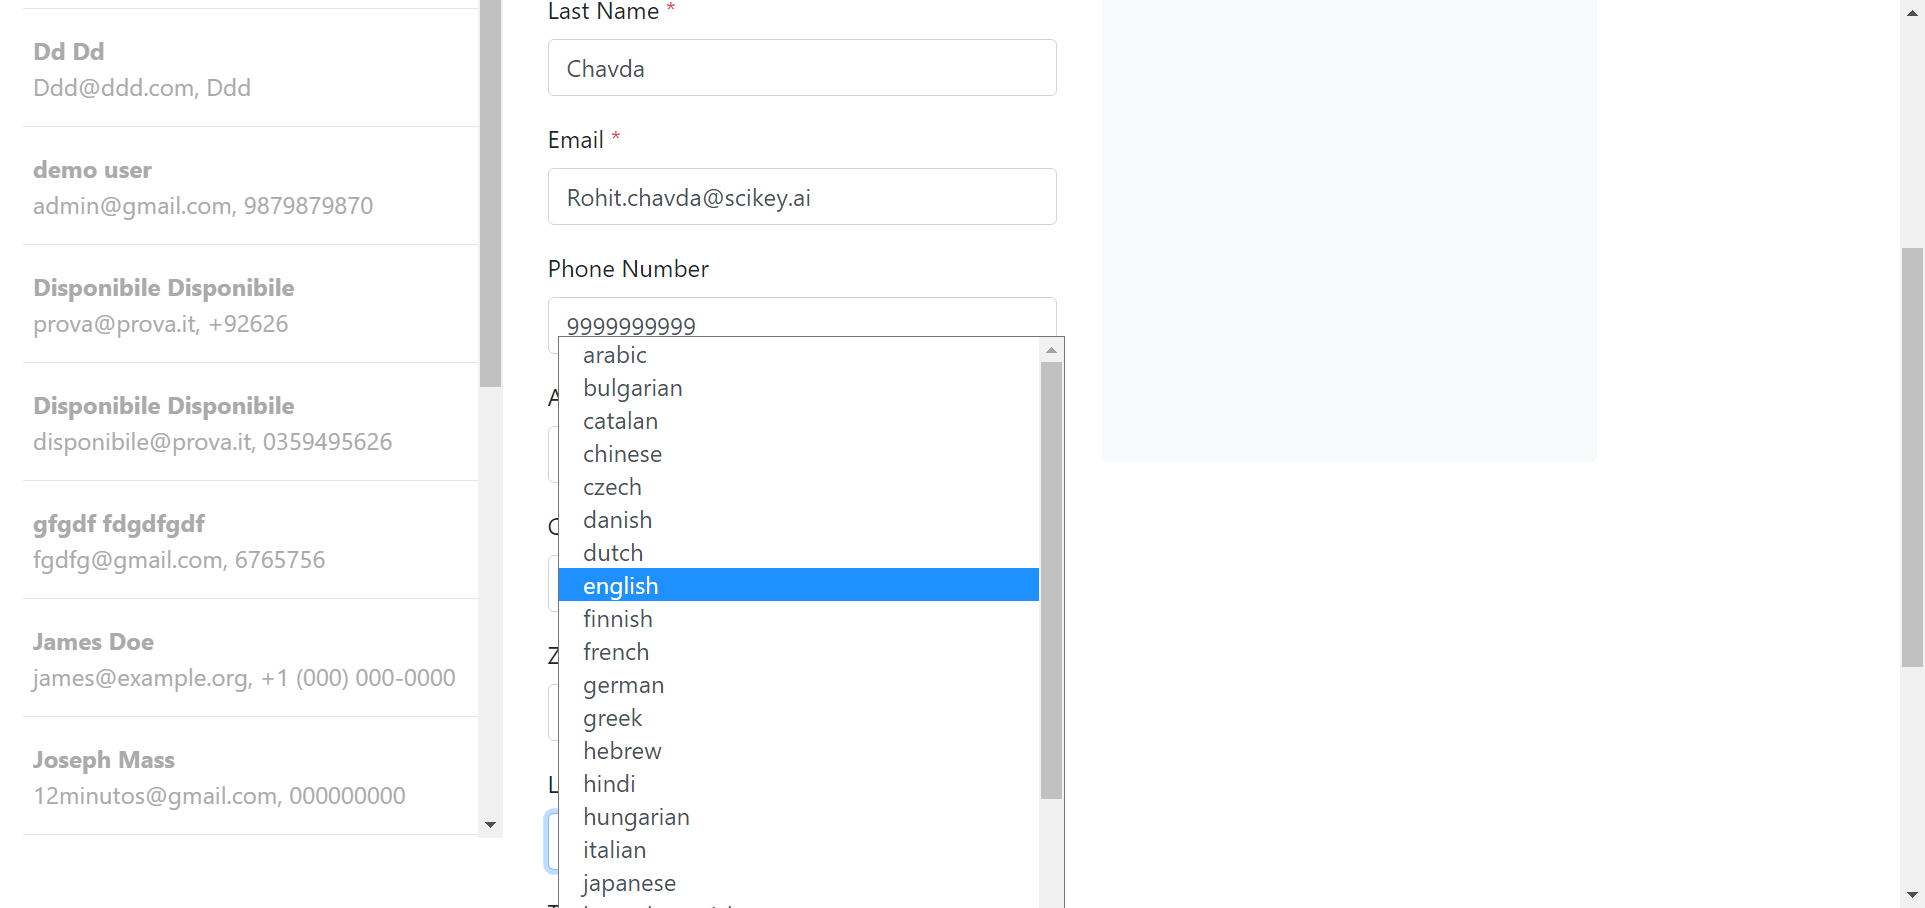 Dd Dd
Ddd@ddd.com, Ddd
demo user
admin@gmail.com, 9879879870
Disponibile Disponibile
prova@prova.it, +92626
Disponibile Disponibile
disponibile@prova.it, 0359495626
gfgdf fdgdfgdf
fgdfg@gmail.com, 6765756
James Doe
james@example.org, +1 (000) 000-0000
Joseph Mass
12minutos@gmail.com, 000000000
Last Name *
Chavda
Email *
Rohit.chavda@scikey.ai
Phone Number
9999999999
arabic
bulgarian
catalan
chinese
czech
danish
dutch
english
finnish
french
german
greek
hebrew
hindi
hungarian
italian
japanese